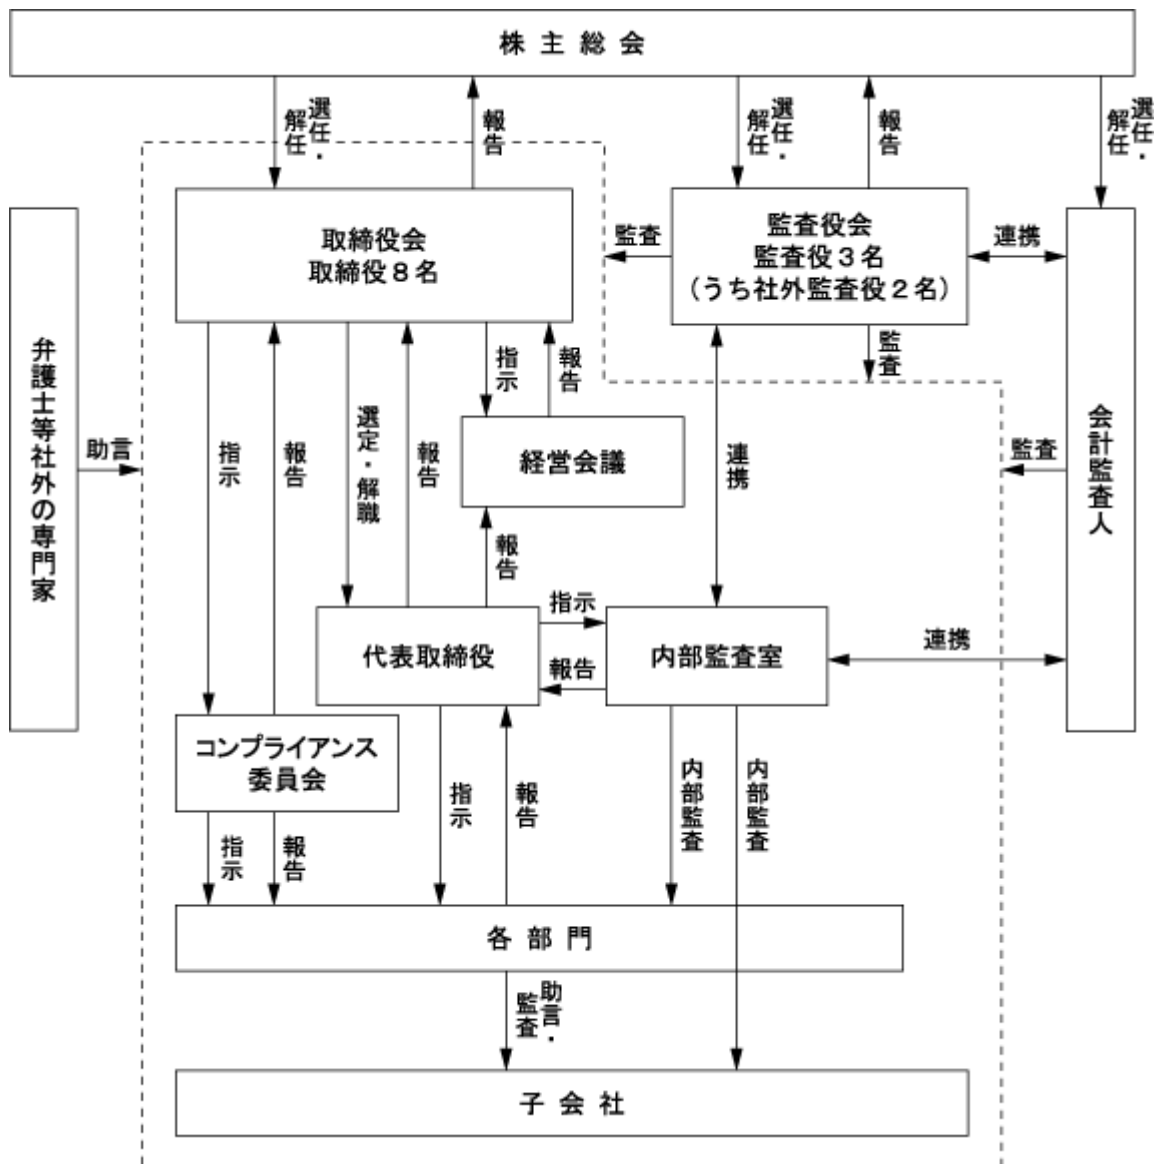 株主総会
選任・
解任
報告
選任・
解任
報告
選任・
解任
取締役会
取締役8名
監査
監査役会
監査役3名
(うち社外監査役2名)
連携
監査
弁護士等社外の専門家
助言
指示
報告
選定・解職
報告
指示
報告
経営会議
報告
連携
監査
会計監査人
代表取締役
指示
報告
内部監査室
連携
コンプライアンス
委員会
指示
報告
指示
報告
内部監査
内部監査
各部門
助言・
監査
子会社